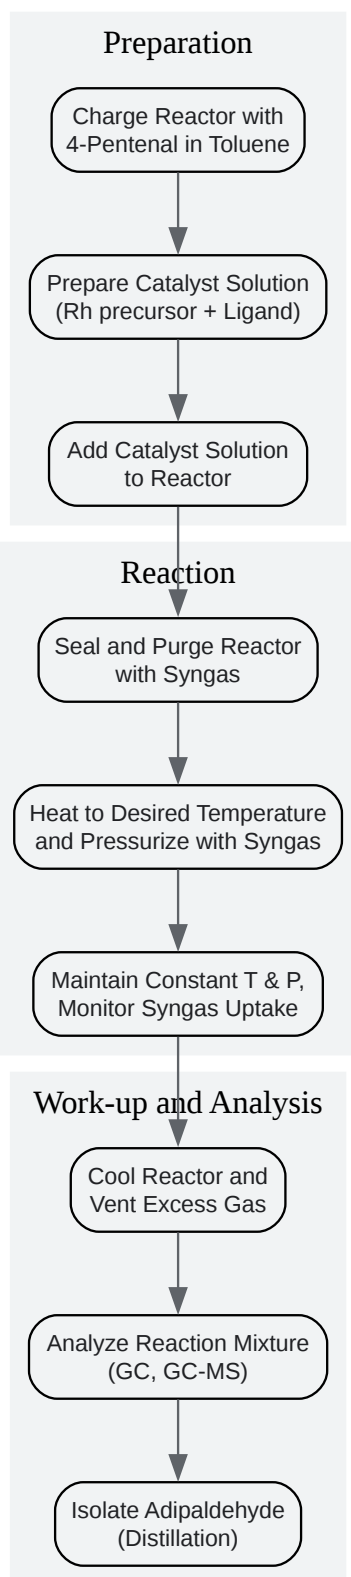 Preparation
Charge Reactor with
4-Pentenal in Toluene
Prepare Catalyst Solution
(Rh precursor + Ligand)
Add Catalyst Solution
to Reactor
Reaction
Seal and Purge Reactor
with Syngas
Heat to Desired Temperature
and Pressurize with Syngas
Maintain Constant T & P,
Monitor Syngas Uptake
Work-up and Analysis
Cool Reactor and
Vent Excess Gas
Analyze Reaction Mixture
(GC, GC-MS)
Isolate Adipaldehyde
(Distillation)